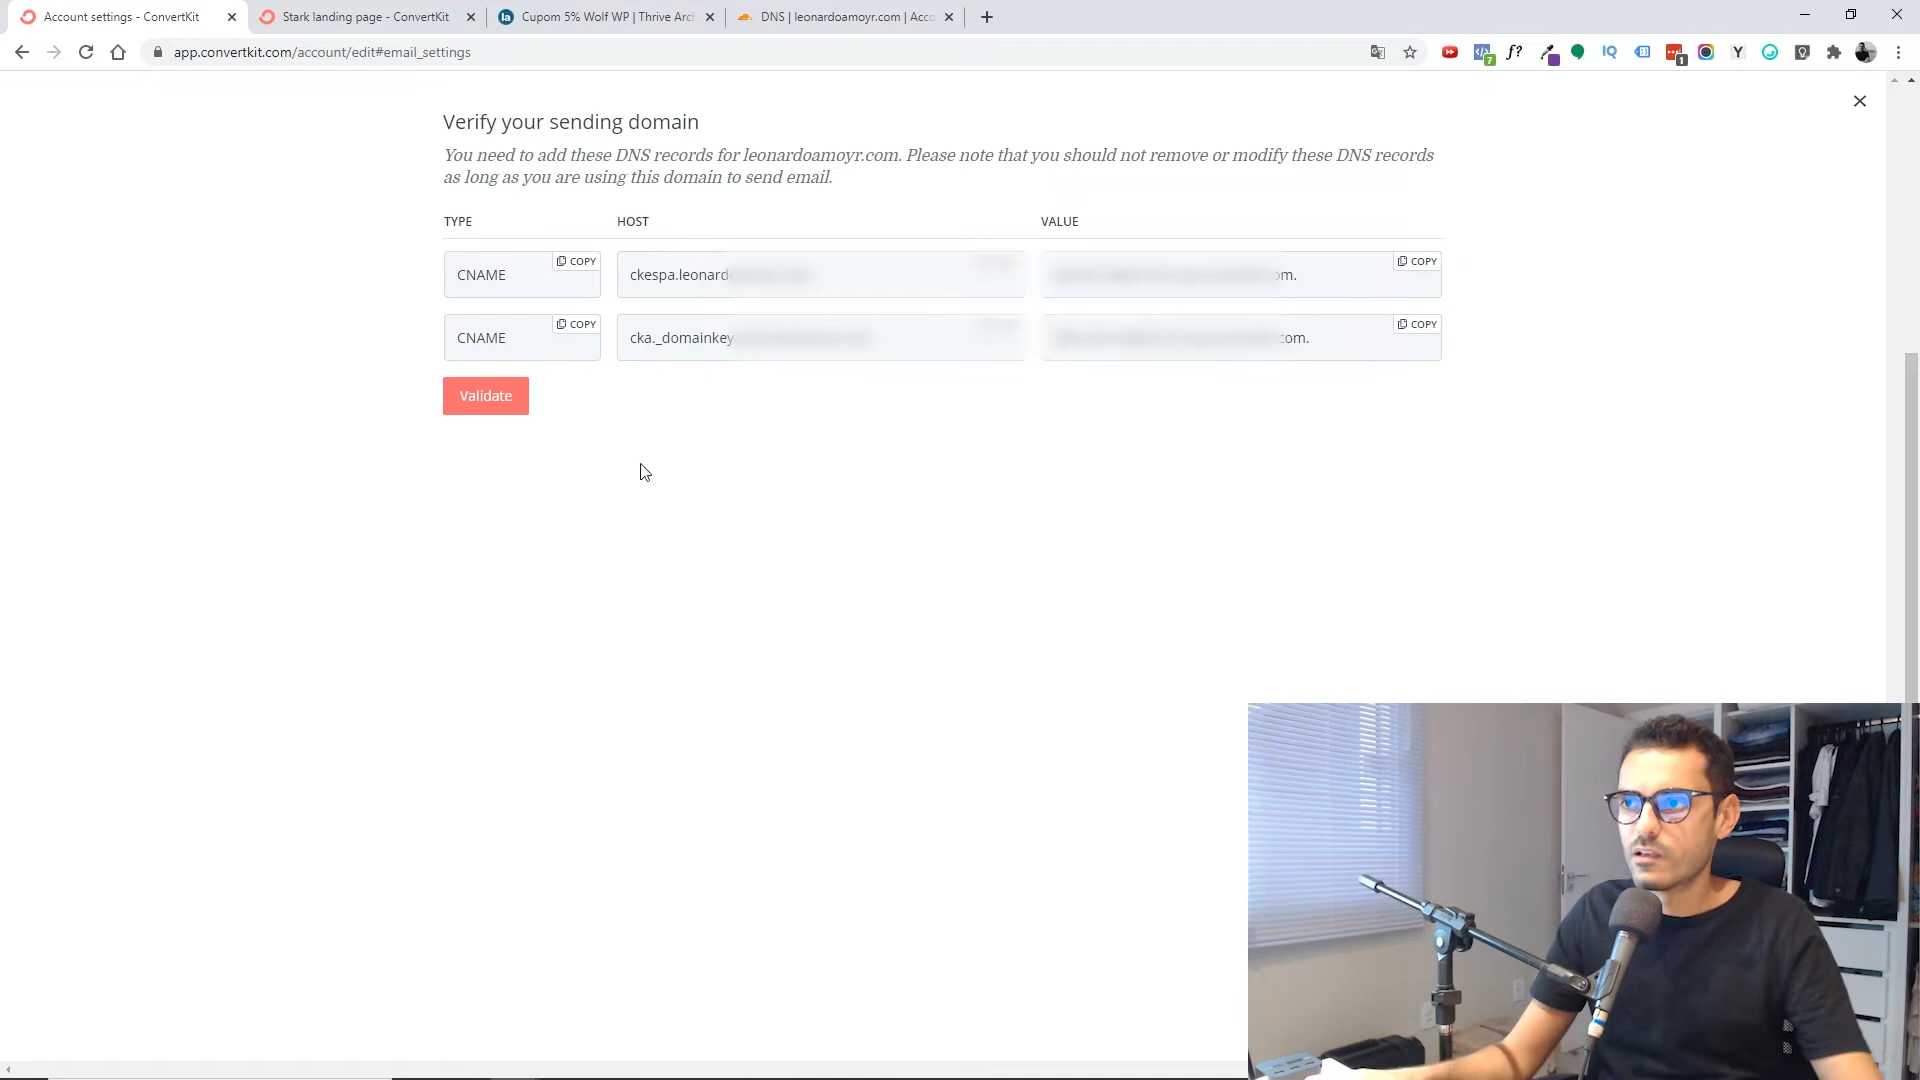 Account settings - ConvertKit
Stark landing page - ConvertKit
Cupom 5% Wolf WP | Thrive Arc
DNS | leonardoamoyr.com | Acco
app.convertkit.com/account/edit#email_settings
Verify your sending domain
You need to add these DNS records for leonardoamoyr.com. Please note that you should not remove or modify these DNS records
as long as you are using this domain to send email.
TYPE HOST VALUE
CNAME COPY ckespa.leonard om. COPY
CNAME COPY cka._domainkey com. COPY
Validate